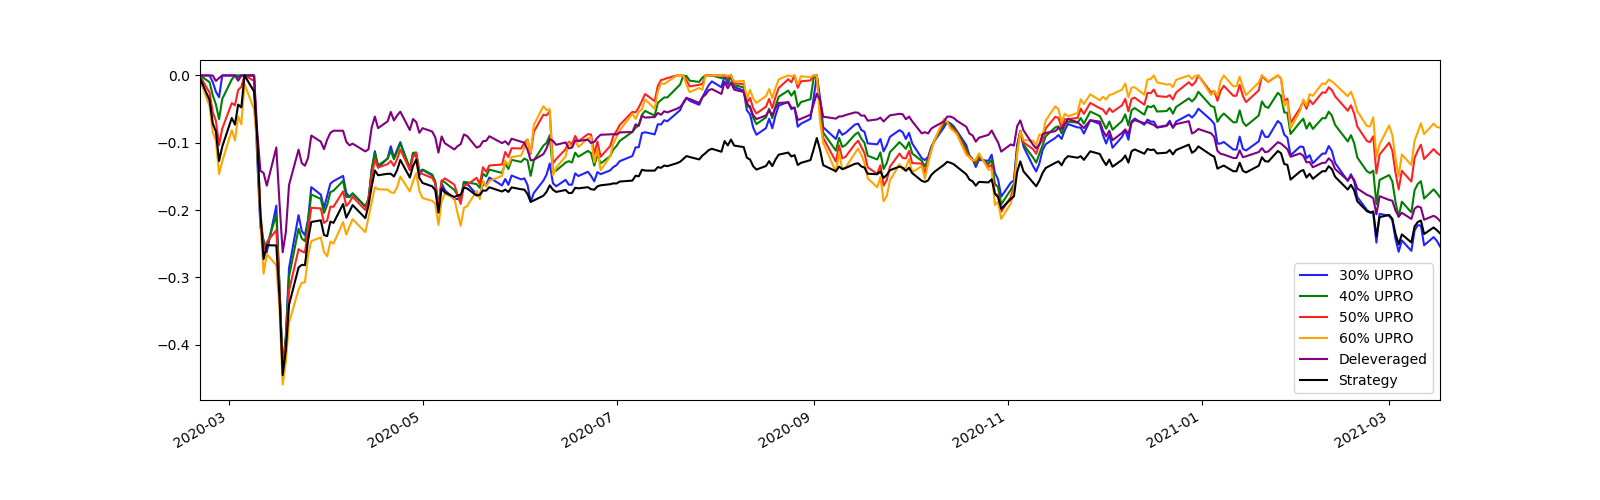 0.0
−0.1
−0.2
−0.3
−0.4
2020-03
2020-05
2020-07
2020-09
2020-11
2021-01
2021-03
30% UPRO
40% UPRO
50% UPRO
60% UPRO
Deleveraged
Strategy